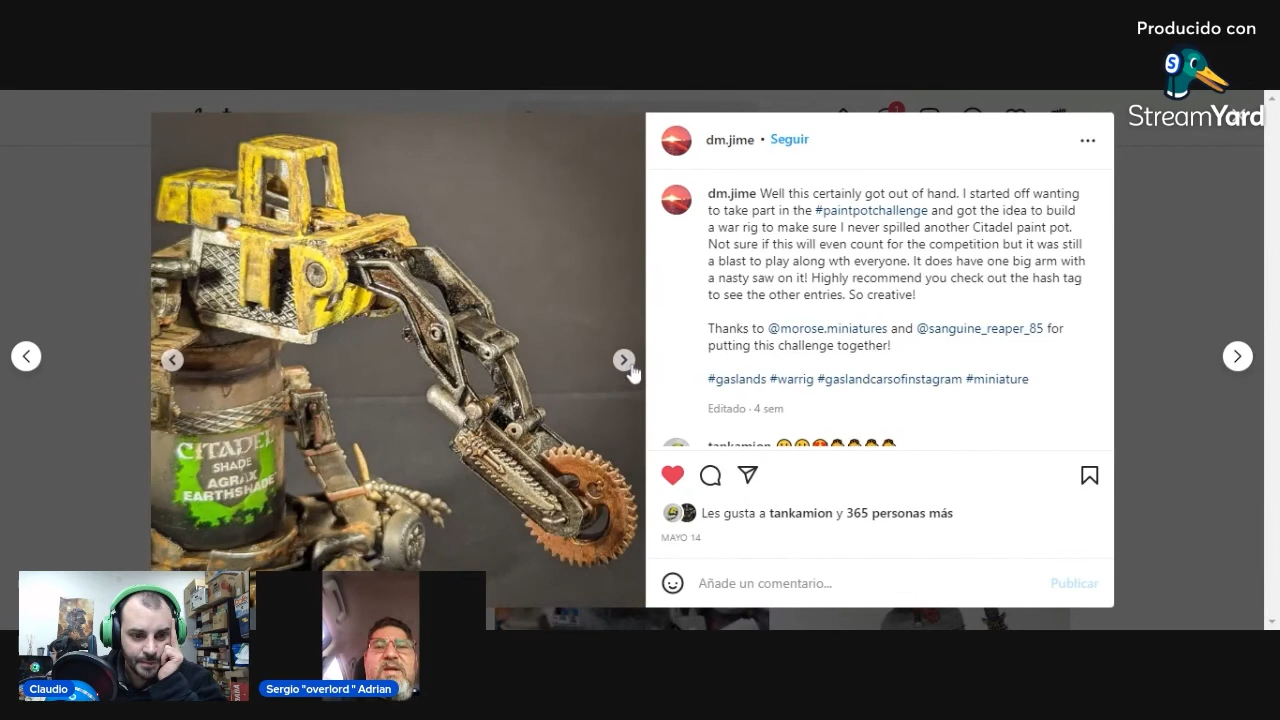 Producido con
StreamYard
1
dm.jime • Seguir
dm.jime Well this certainly got out of hand. I started off wanting
to take part in the #paintpotchallenge and got the idea to build
a war rig to make sure I never spilled another Citadel paint pot.
Not sure if this will even count for the competition but it was still
a blast to play along wth everyone. It does have one big arm with
a nasty saw on it! Highly recommend you check out the hash tag
to see the other entries. So creative!
Thanks to @morose.miniatures and @sanguine_reaper_85 for
putting this challenge together!
#gaslands #warrig #gaslandcarsofinstagram #miniature
Editado · 4 sem
tankamion
Les gusta a tankamion y 365 personas más
MAYO 14
Añade un comentario...
Publicar
CITADEL
SHADE
AGRAX
EARTHSHADE
Claudio
Sergio "overlord " Adrian